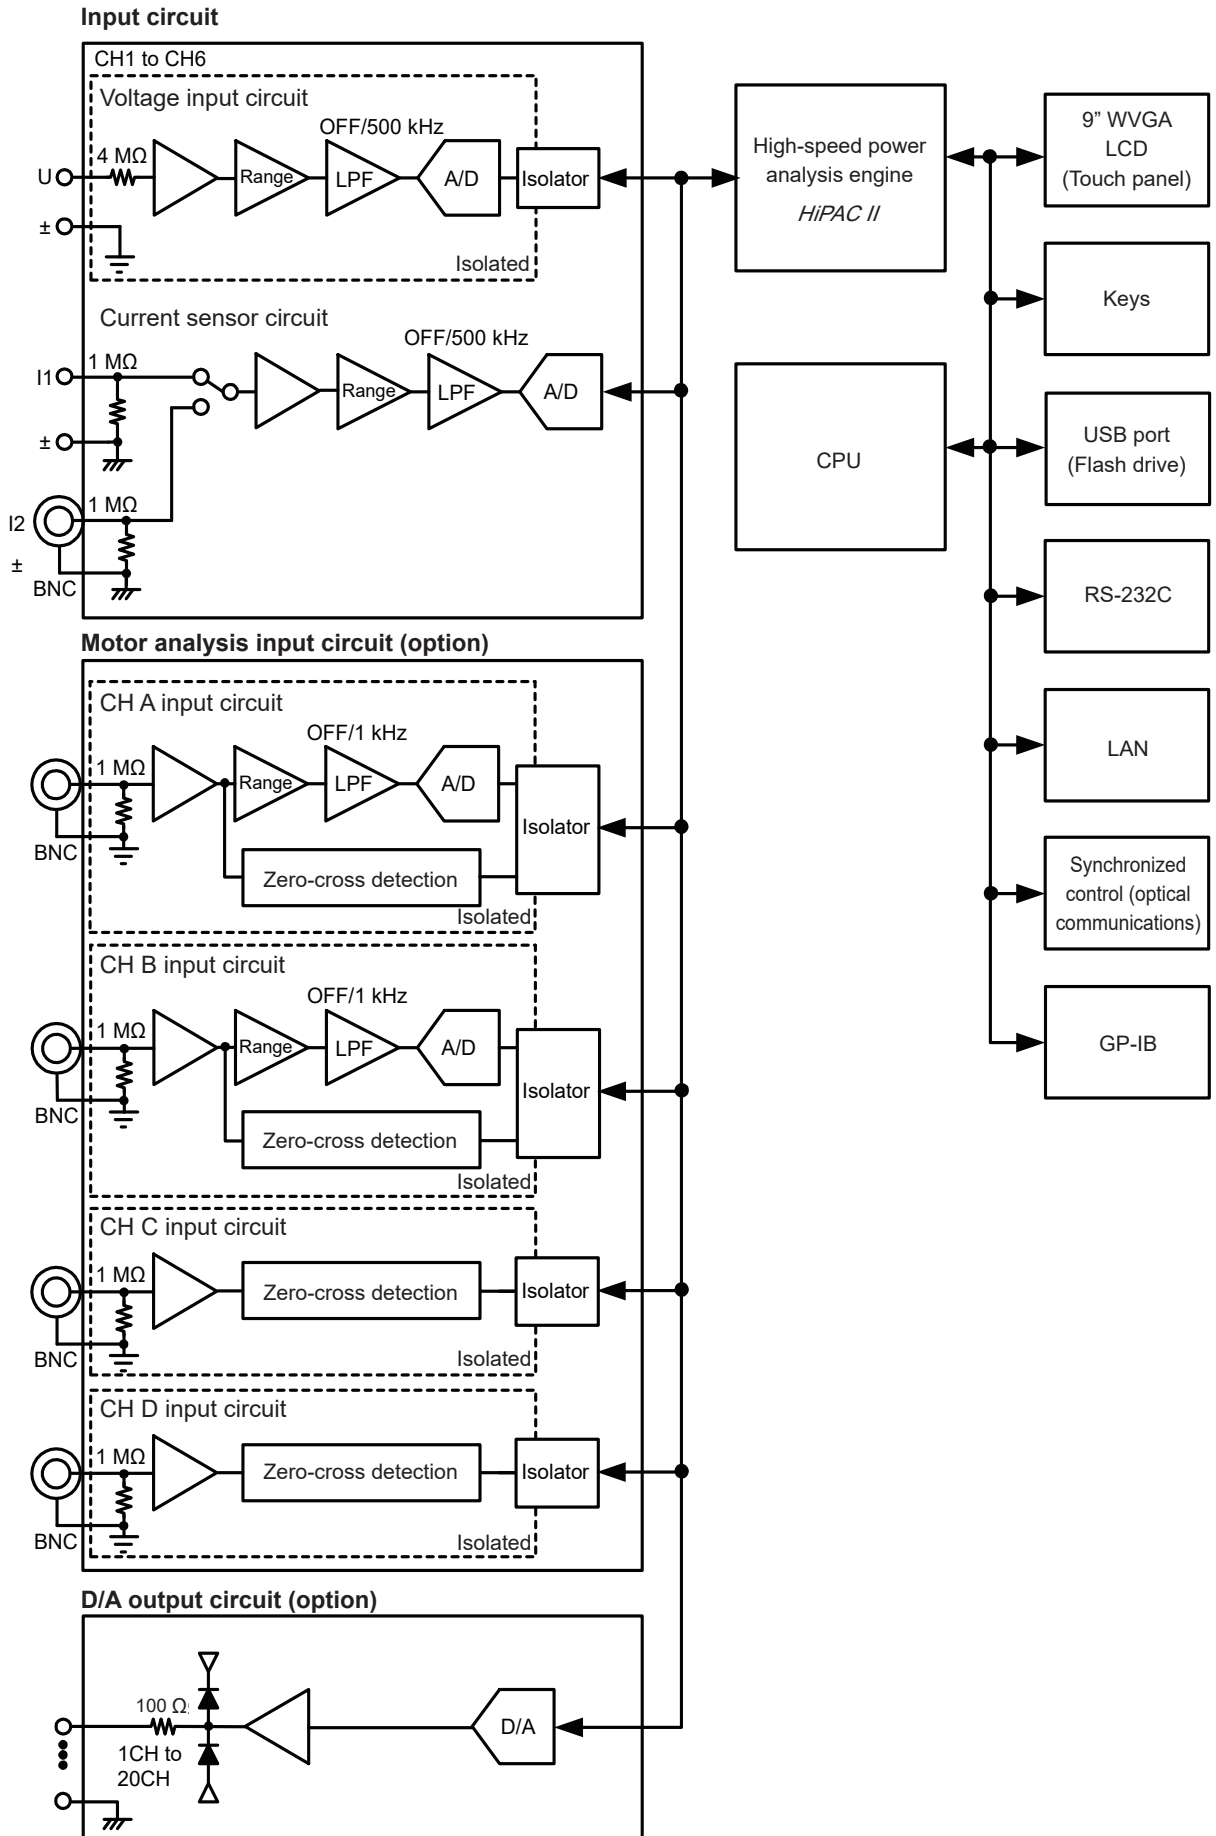 Input circuit
CH1 to CH6
Voltage input circuit
OFF/500 kHz
U
4 MΩ
Range
LPF
A/D
Isolator
±
Isolated
Current sensor circuit
OFF/500 kHz
I1
1 MΩ
Range
LPF
A/D
±
I2
1 MΩ
±
BNC
High-speed power
analysis engine
HiPAC II
CPU
9” WVGA
LCD
(Touch panel)
Keys
USB port
(Flash drive)
RS-232C
LAN
Synchronized
control (optical
communications)
GP-IB
Motor analysis input circuit (option)
CH A input circuit
OFF/1 kHz
1 MΩ
Range
LPF
A/D
Isolator
BNC
Zero-cross detection
Isolated
CH B input circuit
OFF/1 kHz
1 MΩ
Range
LPF
A/D
Isolator
BNC
Zero-cross detection
Isolated
CH C input circuit
1 MΩ
Zero-cross detection
Isolator
BNC
Isolated
CH D input circuit
1 MΩ
Zero-cross detection
Isolator
BNC
Isolated
D/A output circuit (option)
100 Ω
D/A
1CH to
20CH